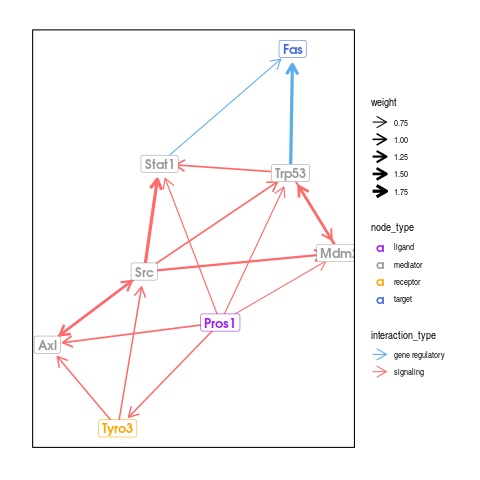 Fas
Stat1
Trp53
Mdm2
Src
Pros1
Axl
Tyro3
weight
0.75
1.00
1.25
1.50
1.75
node_type
a ligand
a mediator
a receptor
a target
interaction_type
gene regulatory
signaling